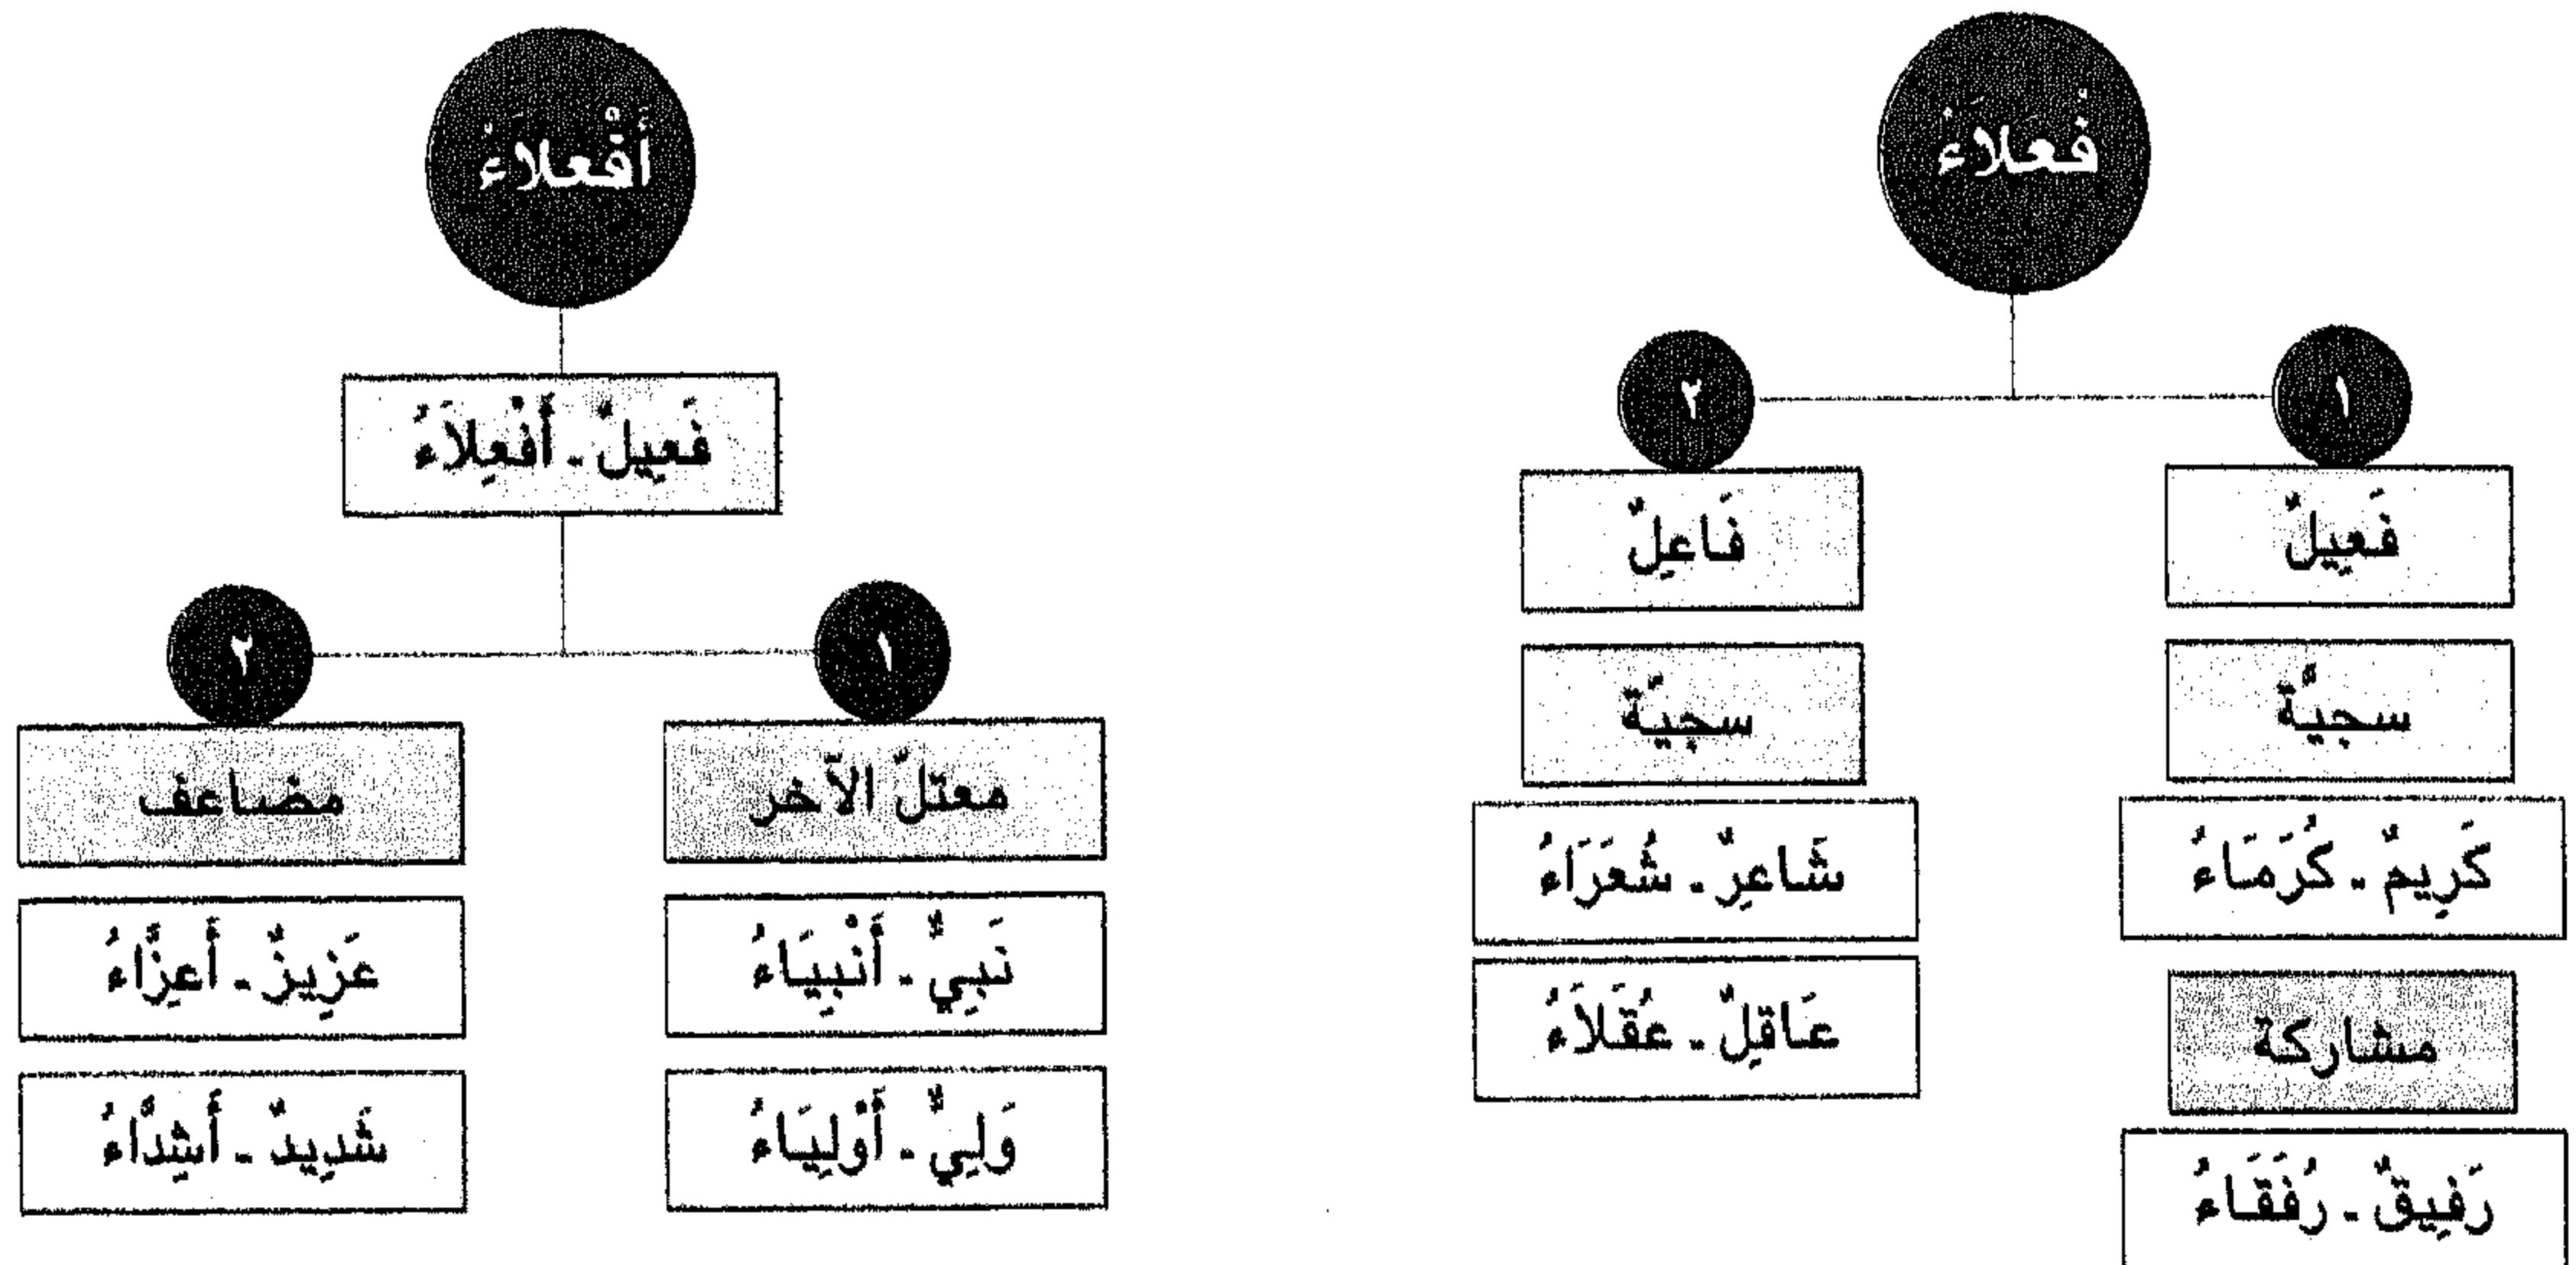 فُعَلاَءُ
١
فَعِيلٌ
سجيّة
كَرِيمٌ - كُرَمَاءُ
مشاركة
رَفِيقٌ - رُفَقَاءُ
٢
فَاعِلٌ
سجيّة
شَاعِرٌ - شُعَرَاءُ
عَاقِلٌ - عُقَلاَءُ
أَفْعلاَءُ
فَعِيلٌ - أَفْعِلاَءُ
١
معتلّ الآخر
نَبِيٌّ - أَنْبِيَاءُ
وَلِيٌّ - أَوْلِيَاءُ
٢
مضاعف
عَزِيزٌ - أَعِزَّاءُ
شَدِيدٌ - أَشِدَّاءُ